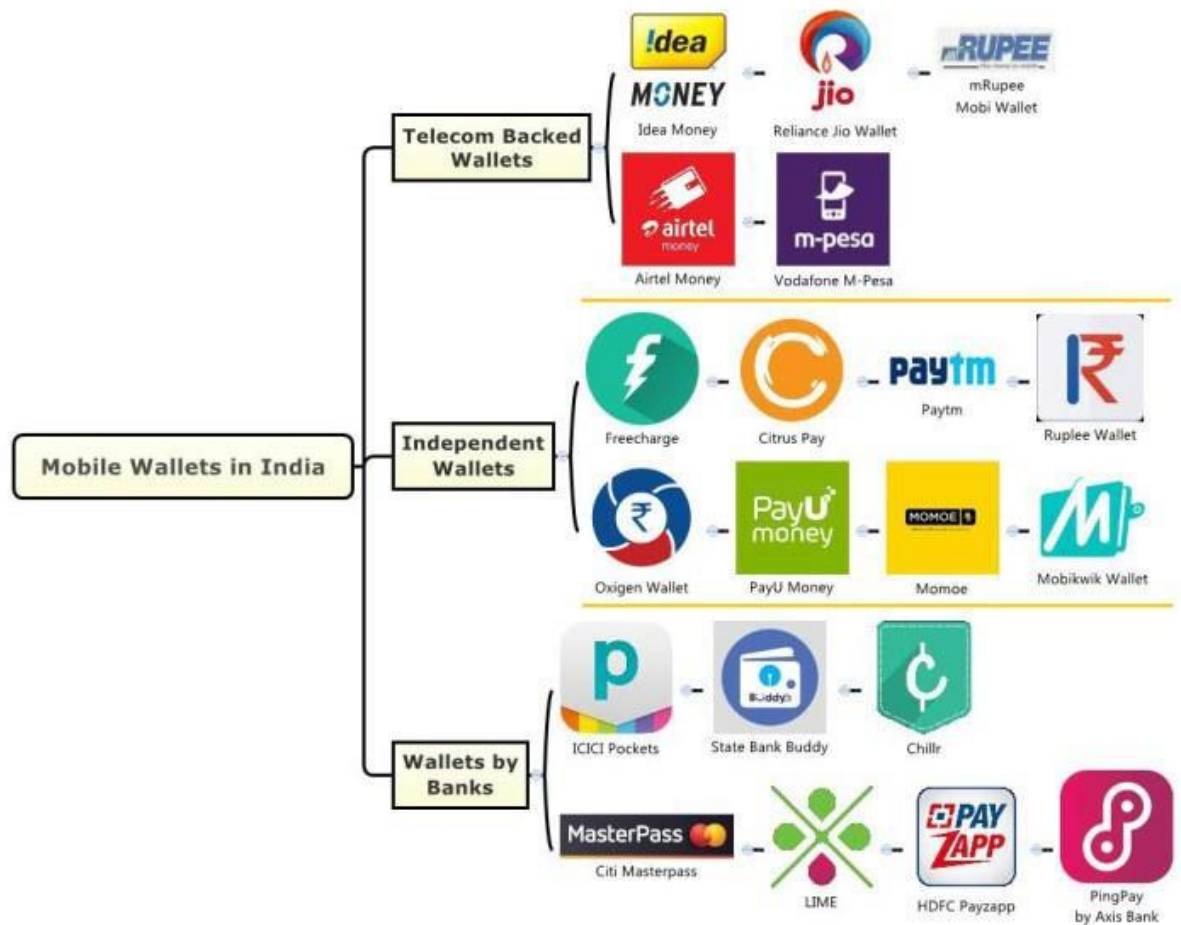 Mobile Wallets in India
Telecom Backed
Wallets
!dea
MONEY
Idea Money
Jio
Reliance Jio Wallet
mRUPEE
mRupee
Mobi Wallet
airtel
money
Airtel Money
m-pesa
Vodafone M-Pesa
Independent
Wallets
Freecharge
Citrus Pay
paytm
Paytm
₹
Ruplee Wallet
₹
Oxigen Wallet
PayU
money
PayU Money
MOMOE
Momoe
M
Mobikwik Wallet
Wallets by
Banks
p
ICICI Pockets
Buddy
State Bank Buddy
Chillr
MasterPass
Citi Masterpass
LIME
PAY
ZAPP
HDFC Payzapp
PingPay
by Axis Bank